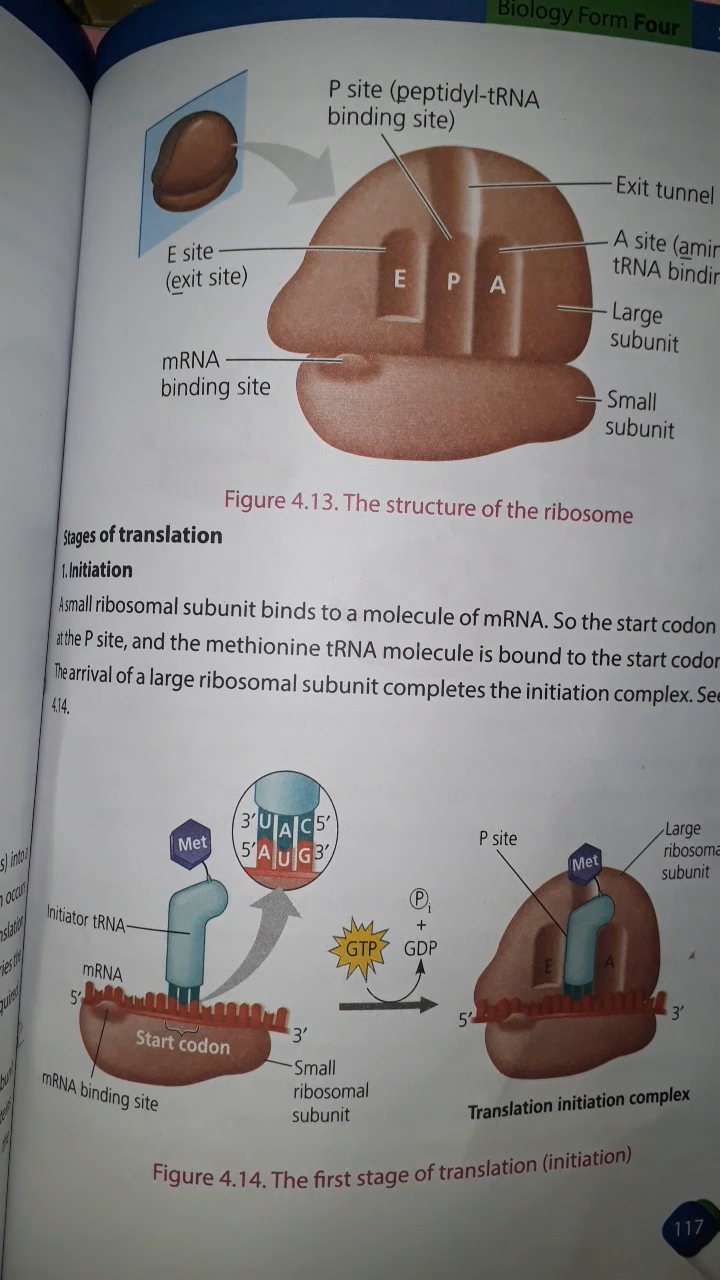 Biology Form Four
P site (peptidyl-tRNA
binding site)
Exit tunnel
A site (
tRNA
E site
(exit site)
E P A
Large
subunit
mRNA
binding site
Small
subunit
Figure 4.13. The structure of the ribosome
Stages of translation
1. Initiation
A small ribosomal subunit binds to a molecule of mRNA. So the start codon
at the P site, and the methionine tRNA molecule is bound to the start
The arrival of a large ribosomal subunit completes the initiation complex.
4.14.
3' U A C 5'
5' A U G 3'
Met
Initiator tRNA
mRNA
5'
Start codon
3'
mRNA binding site
Small
ribosomal
subunit
GTP
Pi
+
GDP
P site
Met
Large
subunit
E
A
5'
3'
Translation initiation complex
Figure 4.14. The first stage of translation (initiation)
117